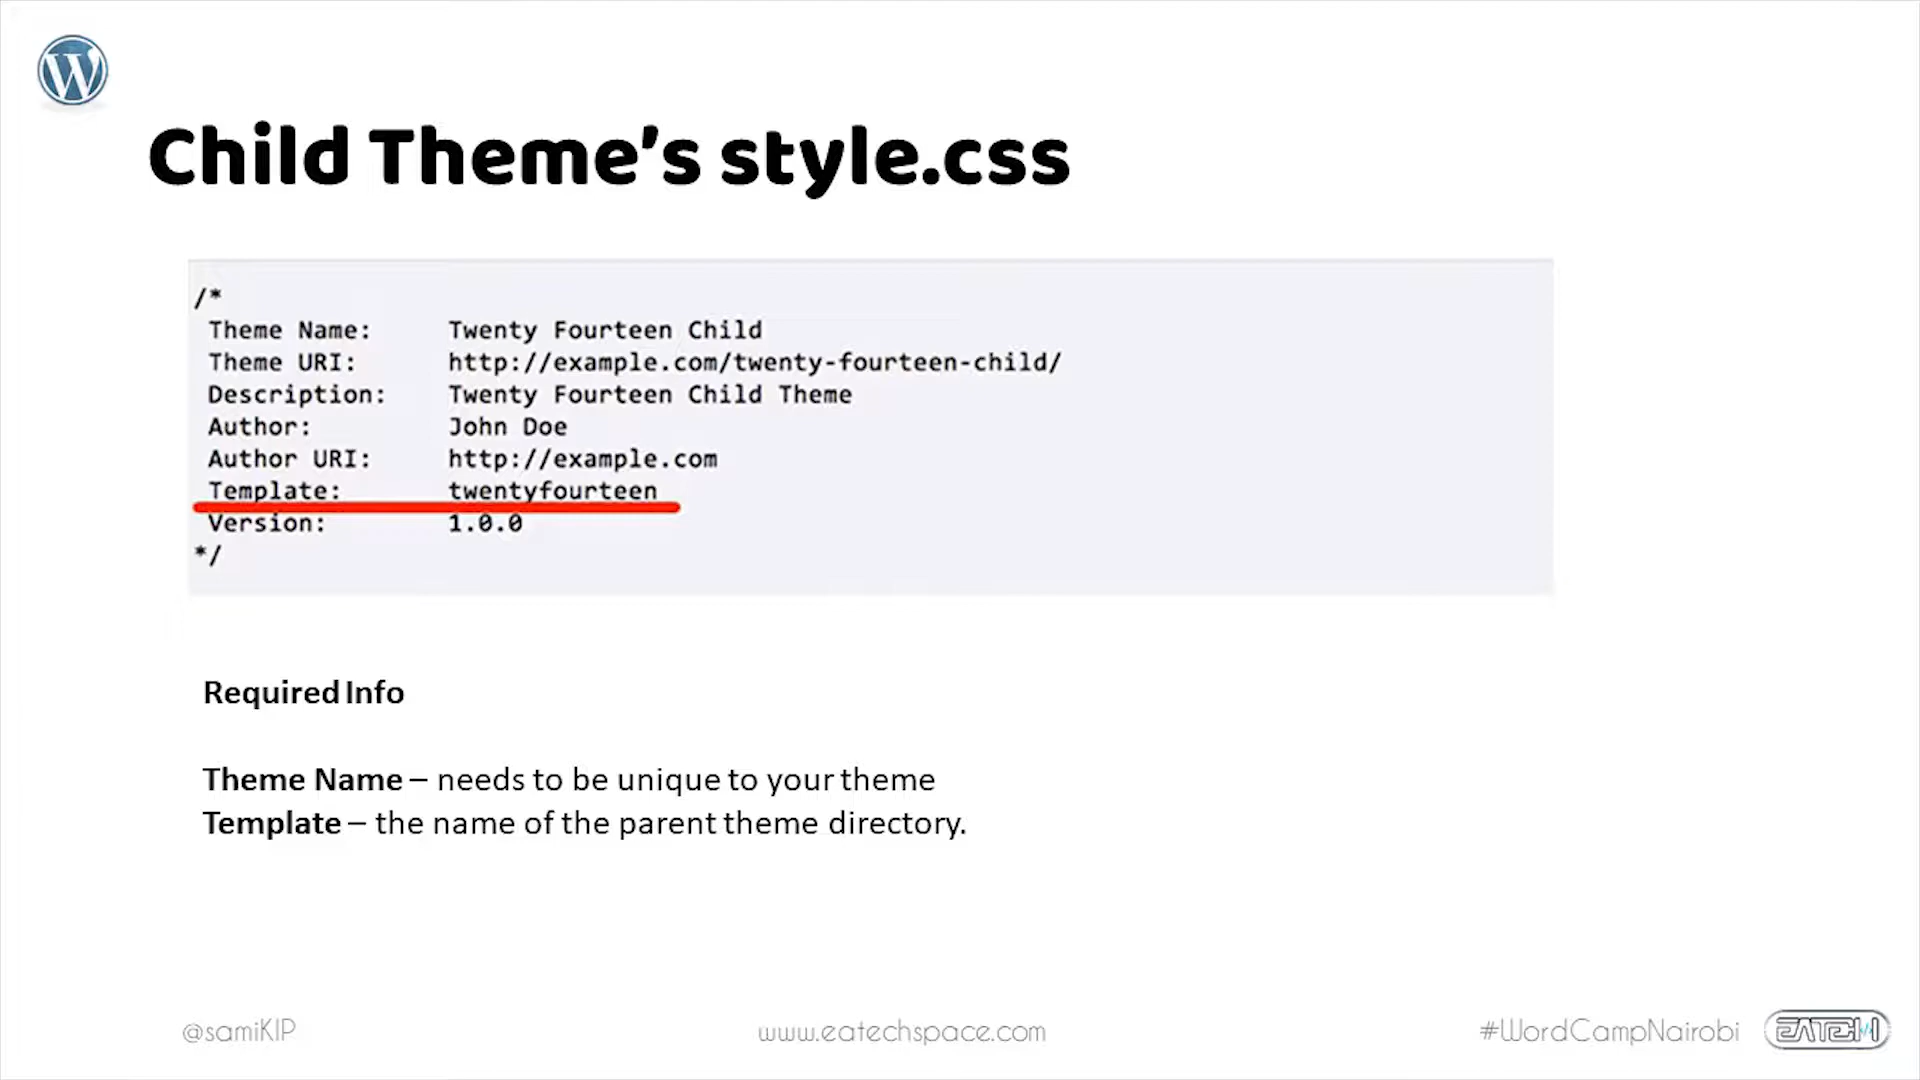 Child Theme’s style.css
/*
Theme Name: Twenty Fourteen Child
Theme URI: http://example.com/twenty-fourteen-child/
Description: Twenty Fourteen Child Theme
Author: John Doe
Author URI: http://example.com
Template: twentyfourteen
Version: 1.0.0
*/
Required Info
Theme Name – needs to be unique to your theme
Template – the name of the parent theme directory.
@samiKIP
www.eatechspace.com
#WordCampNairobi
EATECH